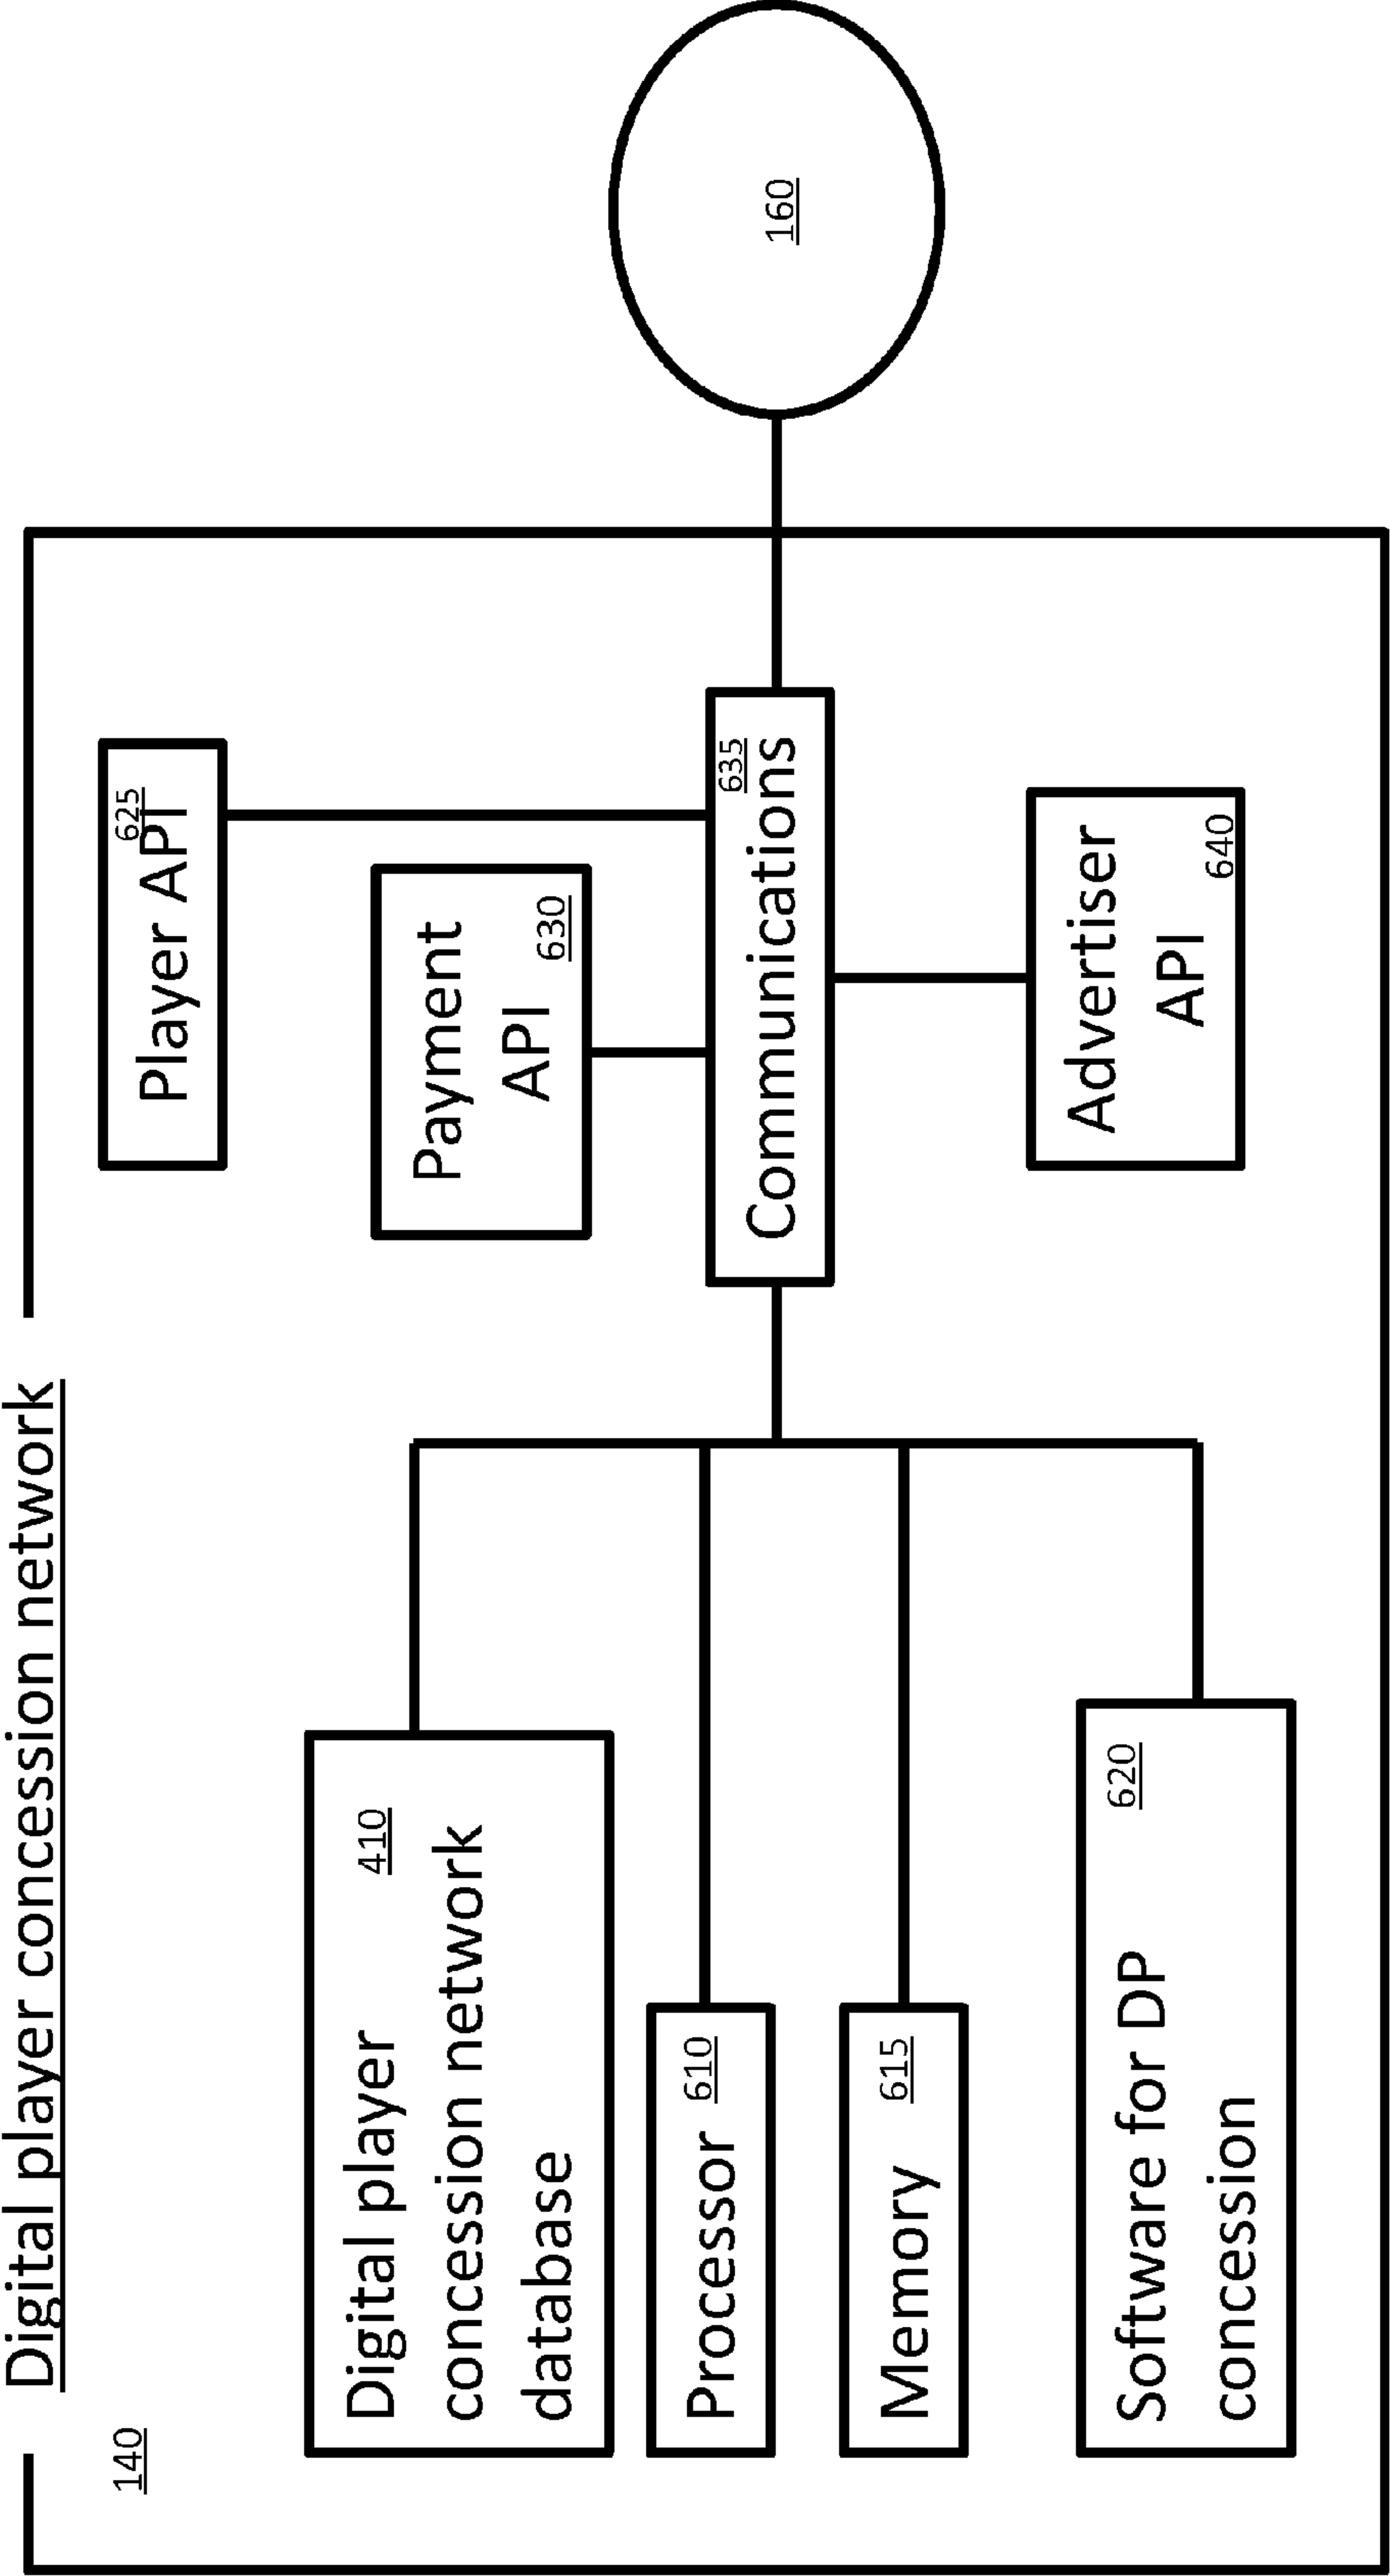 Digital player concession network
140
Digital player
410
concession network
database
Processor 610
Memory 615
620
Software for DP
concession
625
Player API
Payment
API 630
635
Communications
Advertiser
API
640
160